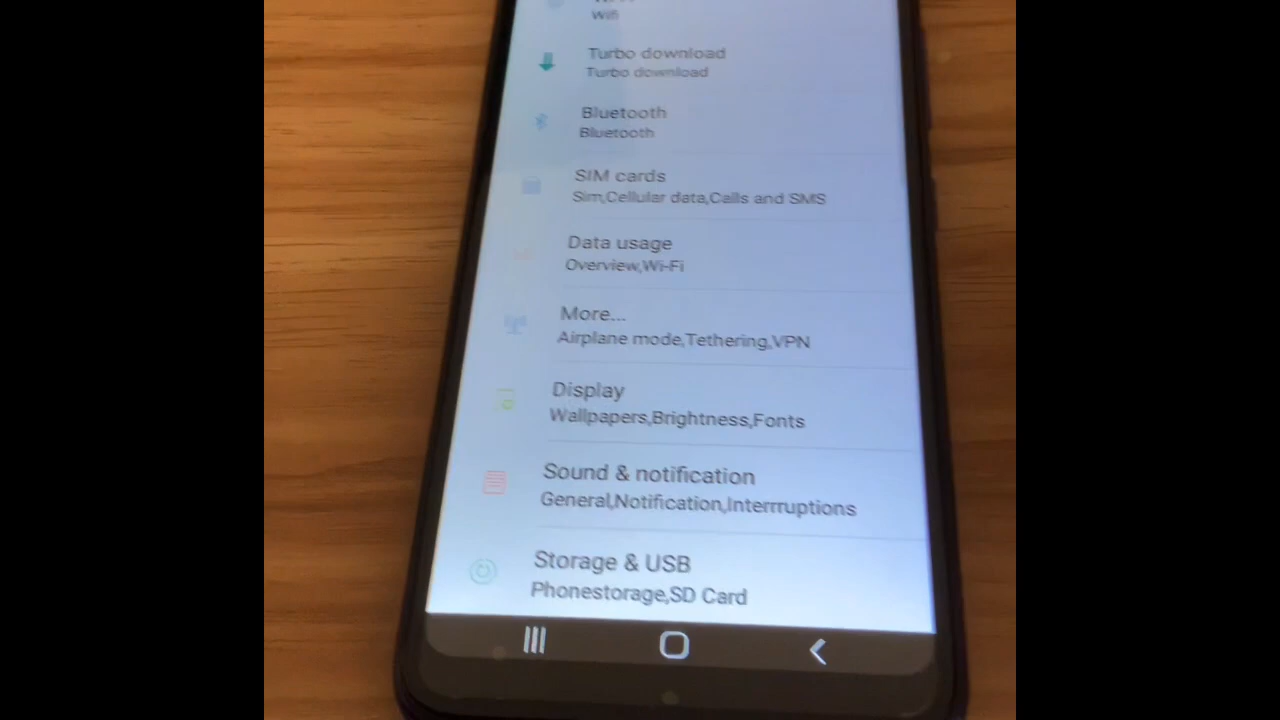 Wifi
Turbo download
Turbo download
Bluetooth
Bluetooth
SIM cards
Sim,Cellular data,Calls and SMS
Data usage
Overview,Wi-Fi
More...
Airplane mode,Tethering,VPN
Display
Wallpapers,Brightness,Fonts
Sound & notification
General,Notification,Interrruptions
Storage & USB
Phonestorage,SD Card